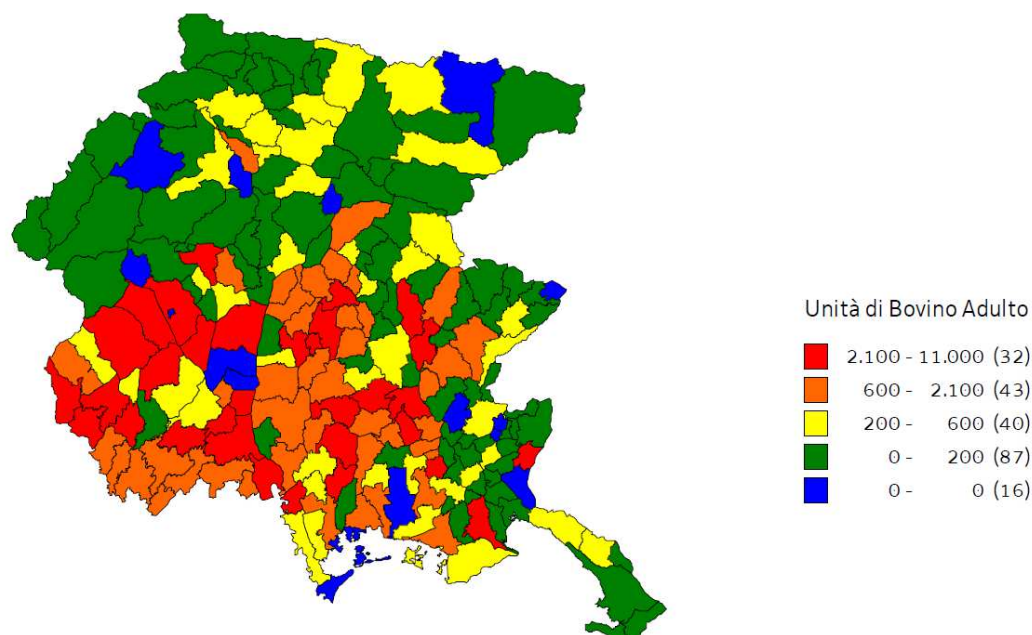 Unità di Bovino Adulto
2.100 - 11.000 (32)
600 - 2.100 (43)
200 - 600 (40)
0 - 200 (87)
0 - 0 (16)